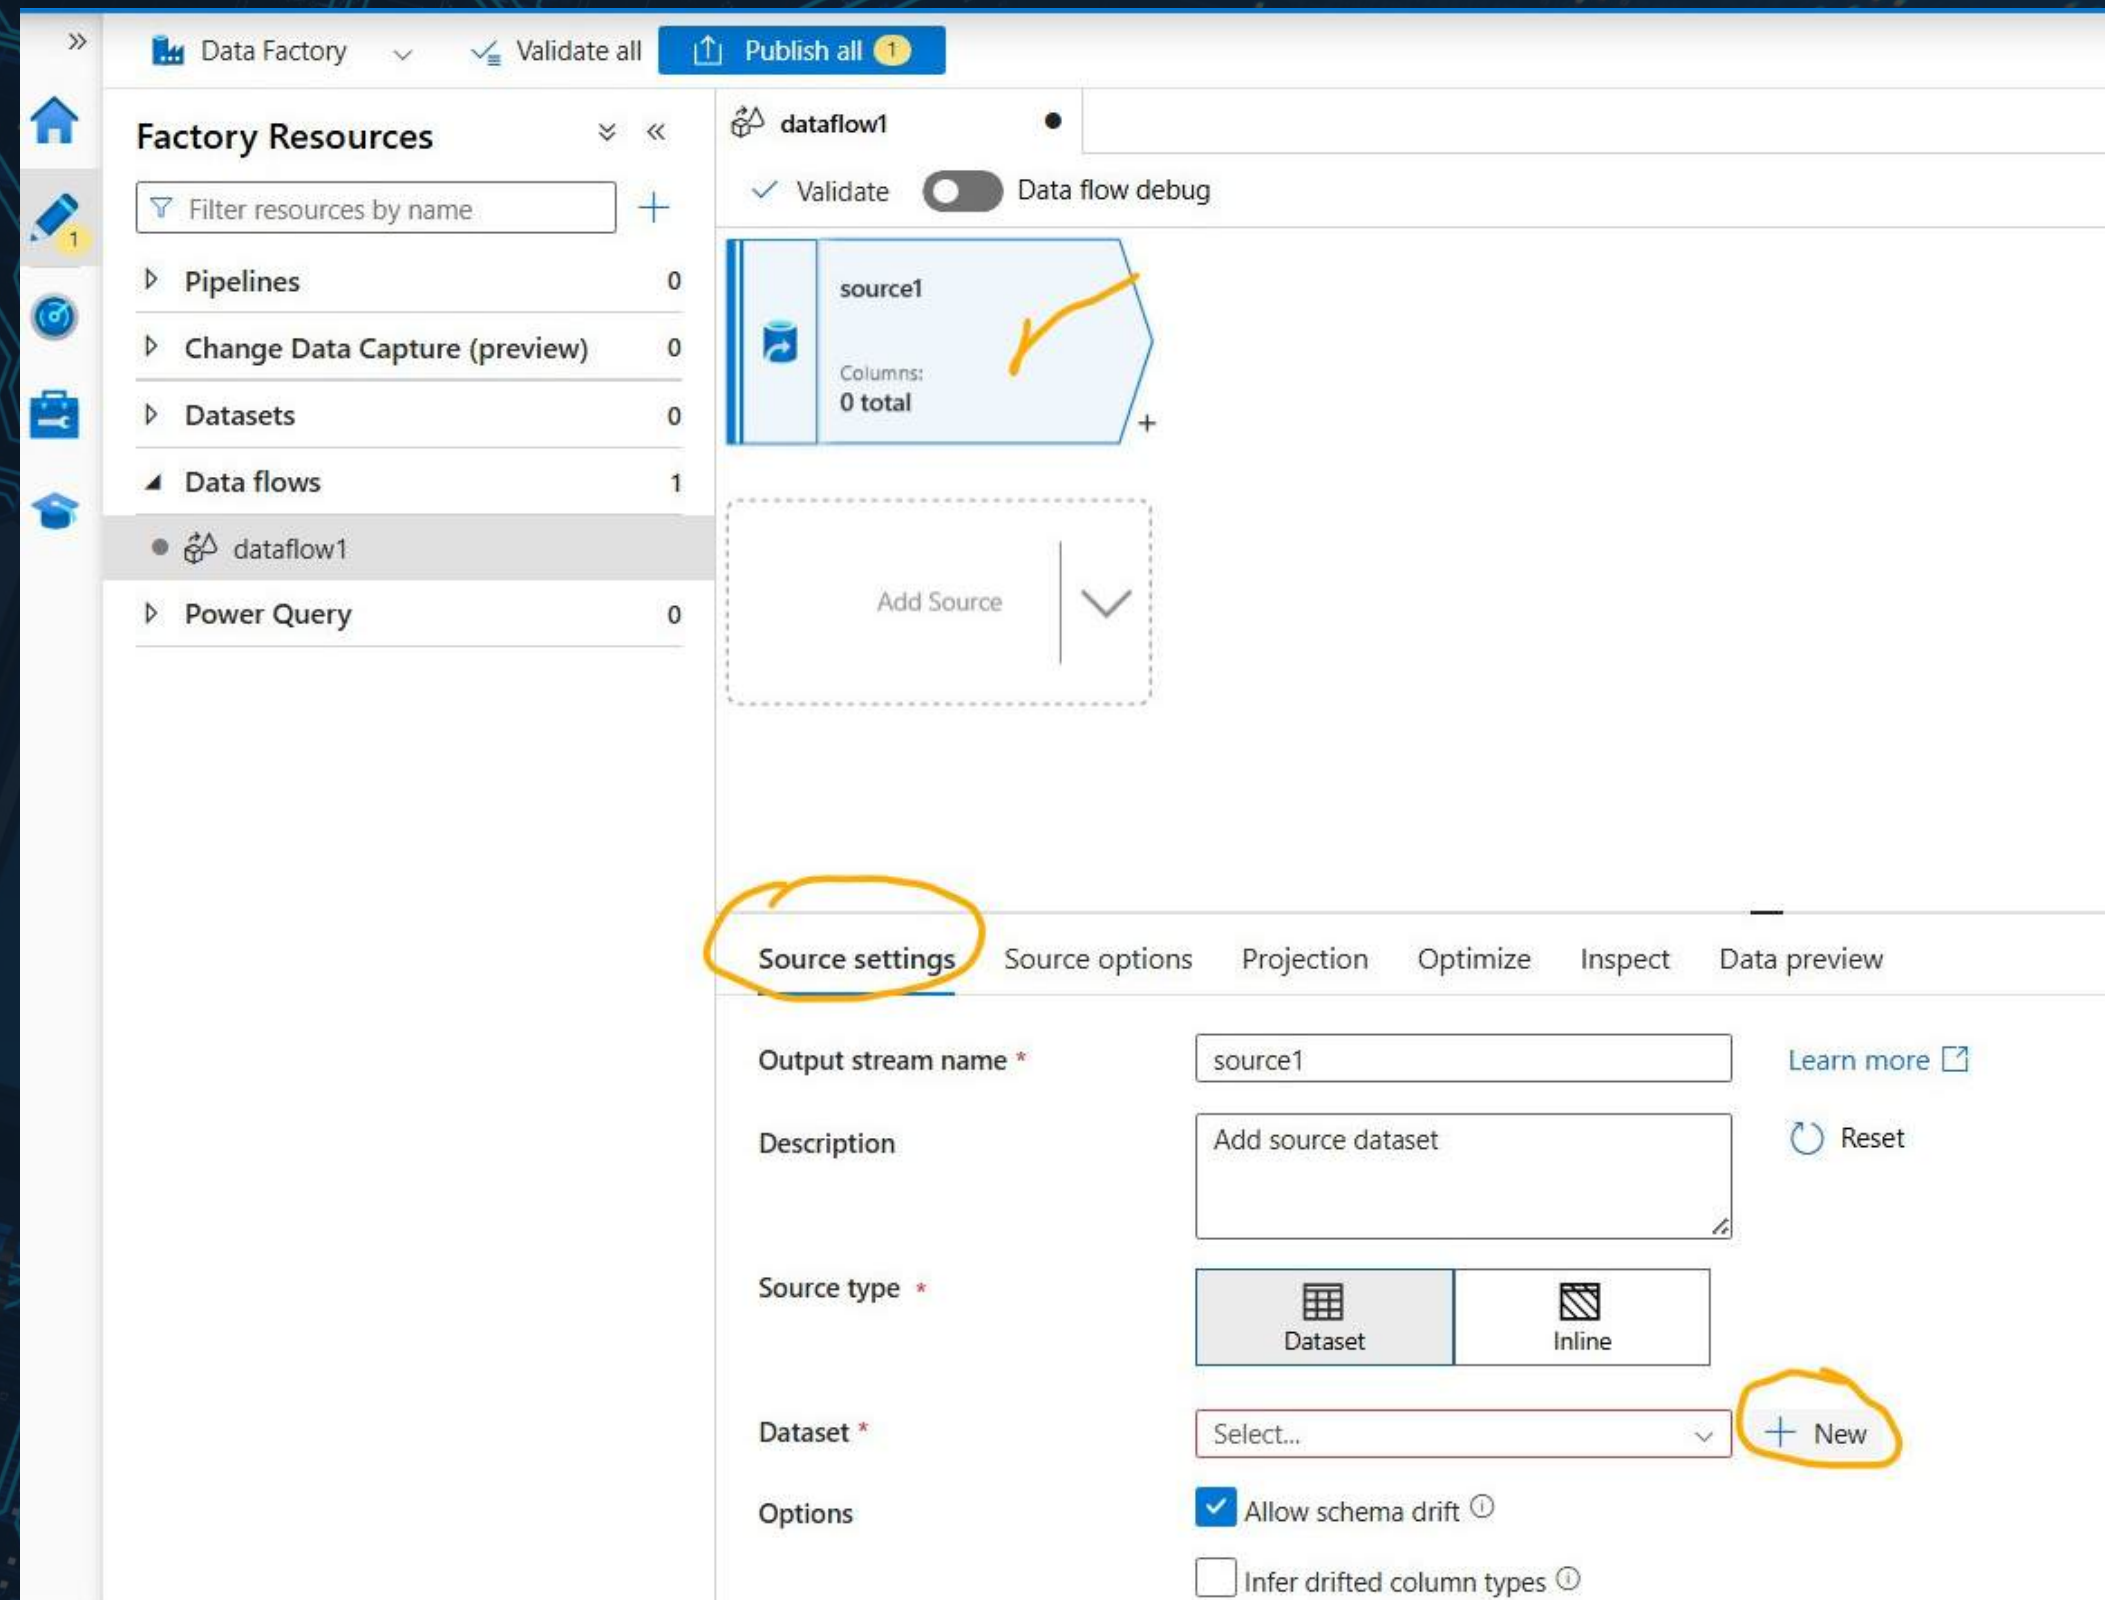 Data Factory Validate all Publish all 1
Factory Resources
Filter resources by name
1
Pipelines 0
Change Data Capture (preview) 0
Datasets 0
Data flows 1
dataflow1
Power Query 0
dataflow1
Validate Data flow debug
source1
Columns:
0 total
+
Add Source
Source settings Source options Projection Optimize Inspect Data preview
Output stream name * source1 Learn more
Description Add source dataset Reset
Source type * Dataset Inline
Dataset * Select... + New
Options Allow schema drift
Infer drifted column types